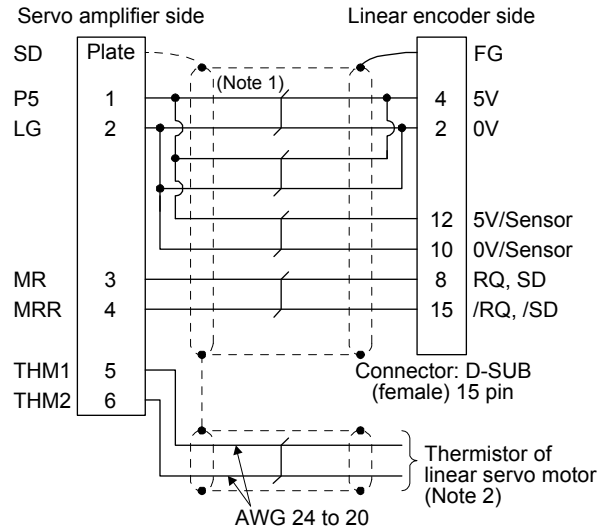 Servo amplifier side Linear encoder side
SD Plate FG
(Note 1)
P5 1 4 5V
LG 2 2 0V
12 5V/Sensor
10 0V/Sensor
MR 3 8 RQ, SD
MRR 4 15 /RQ, /SD
THM1 5
THM2 6
Connector: D-SUB
(female) 15 pin
Thermistor of
linear servo motor
(Note 2)
AWG 24 to 20